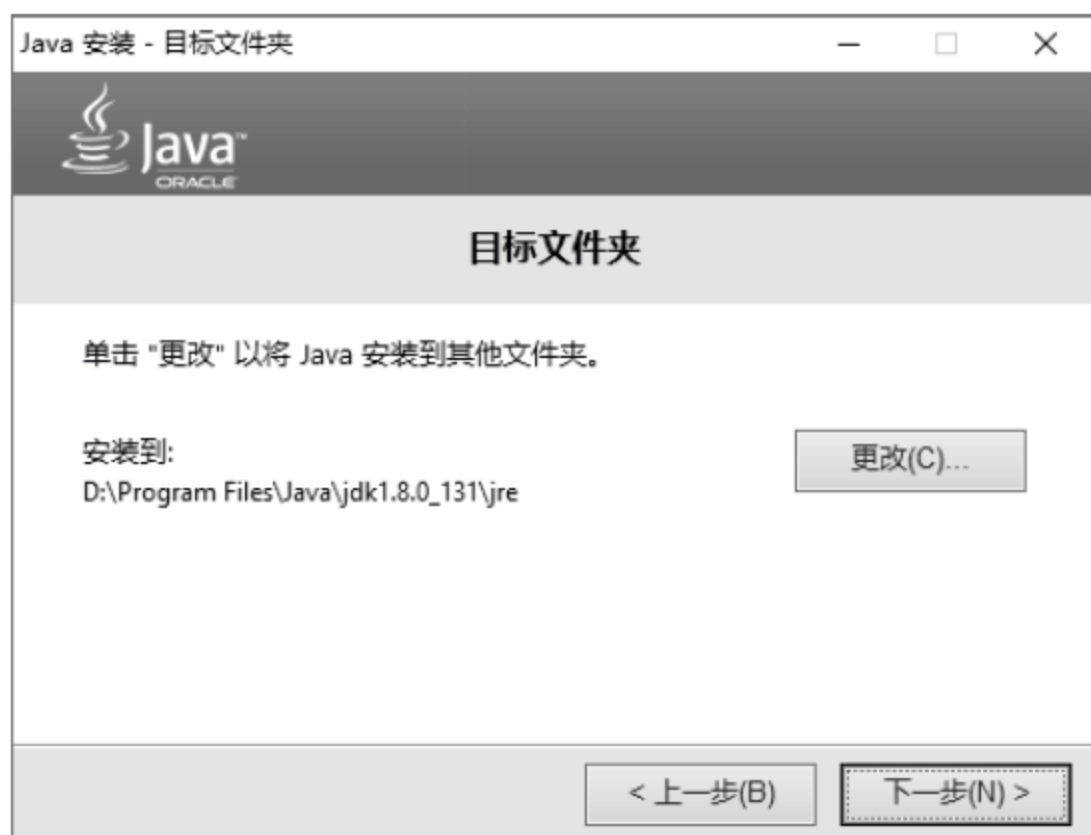 Java 安装 - 目标文件夹
Java™
ORACLE
目标文件夹
单击 "更改" 以将 Java 安装到其他文件夹。
安装到:
更改(C)...
D:\Program Files\Java\jdk1.8.0_131\jre
< 上一步(B)
下一步(N) >